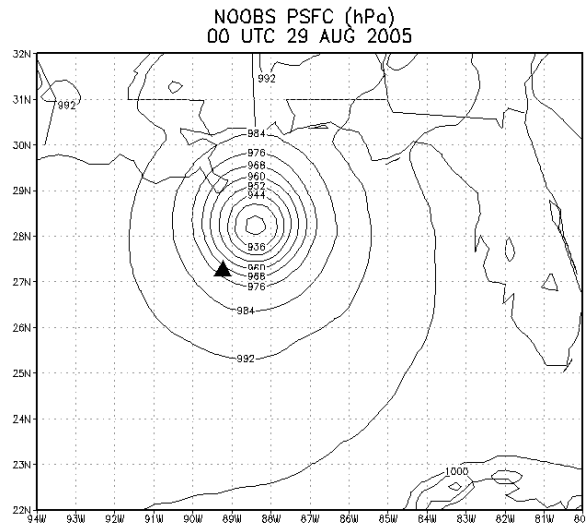 NOOBS PSFC (hPa)
00 UTC 29 AUG 2005
32N
992
31N
992
30N
984
976
968
29N
960
952
944
28N
936
960
27N
968
976
984
26N
992
25N
24N
23N
1000
22N
94W 93W 92W 91W 90W 89W 88W 87W 86W 85W 84W 83W 82W 81W 80